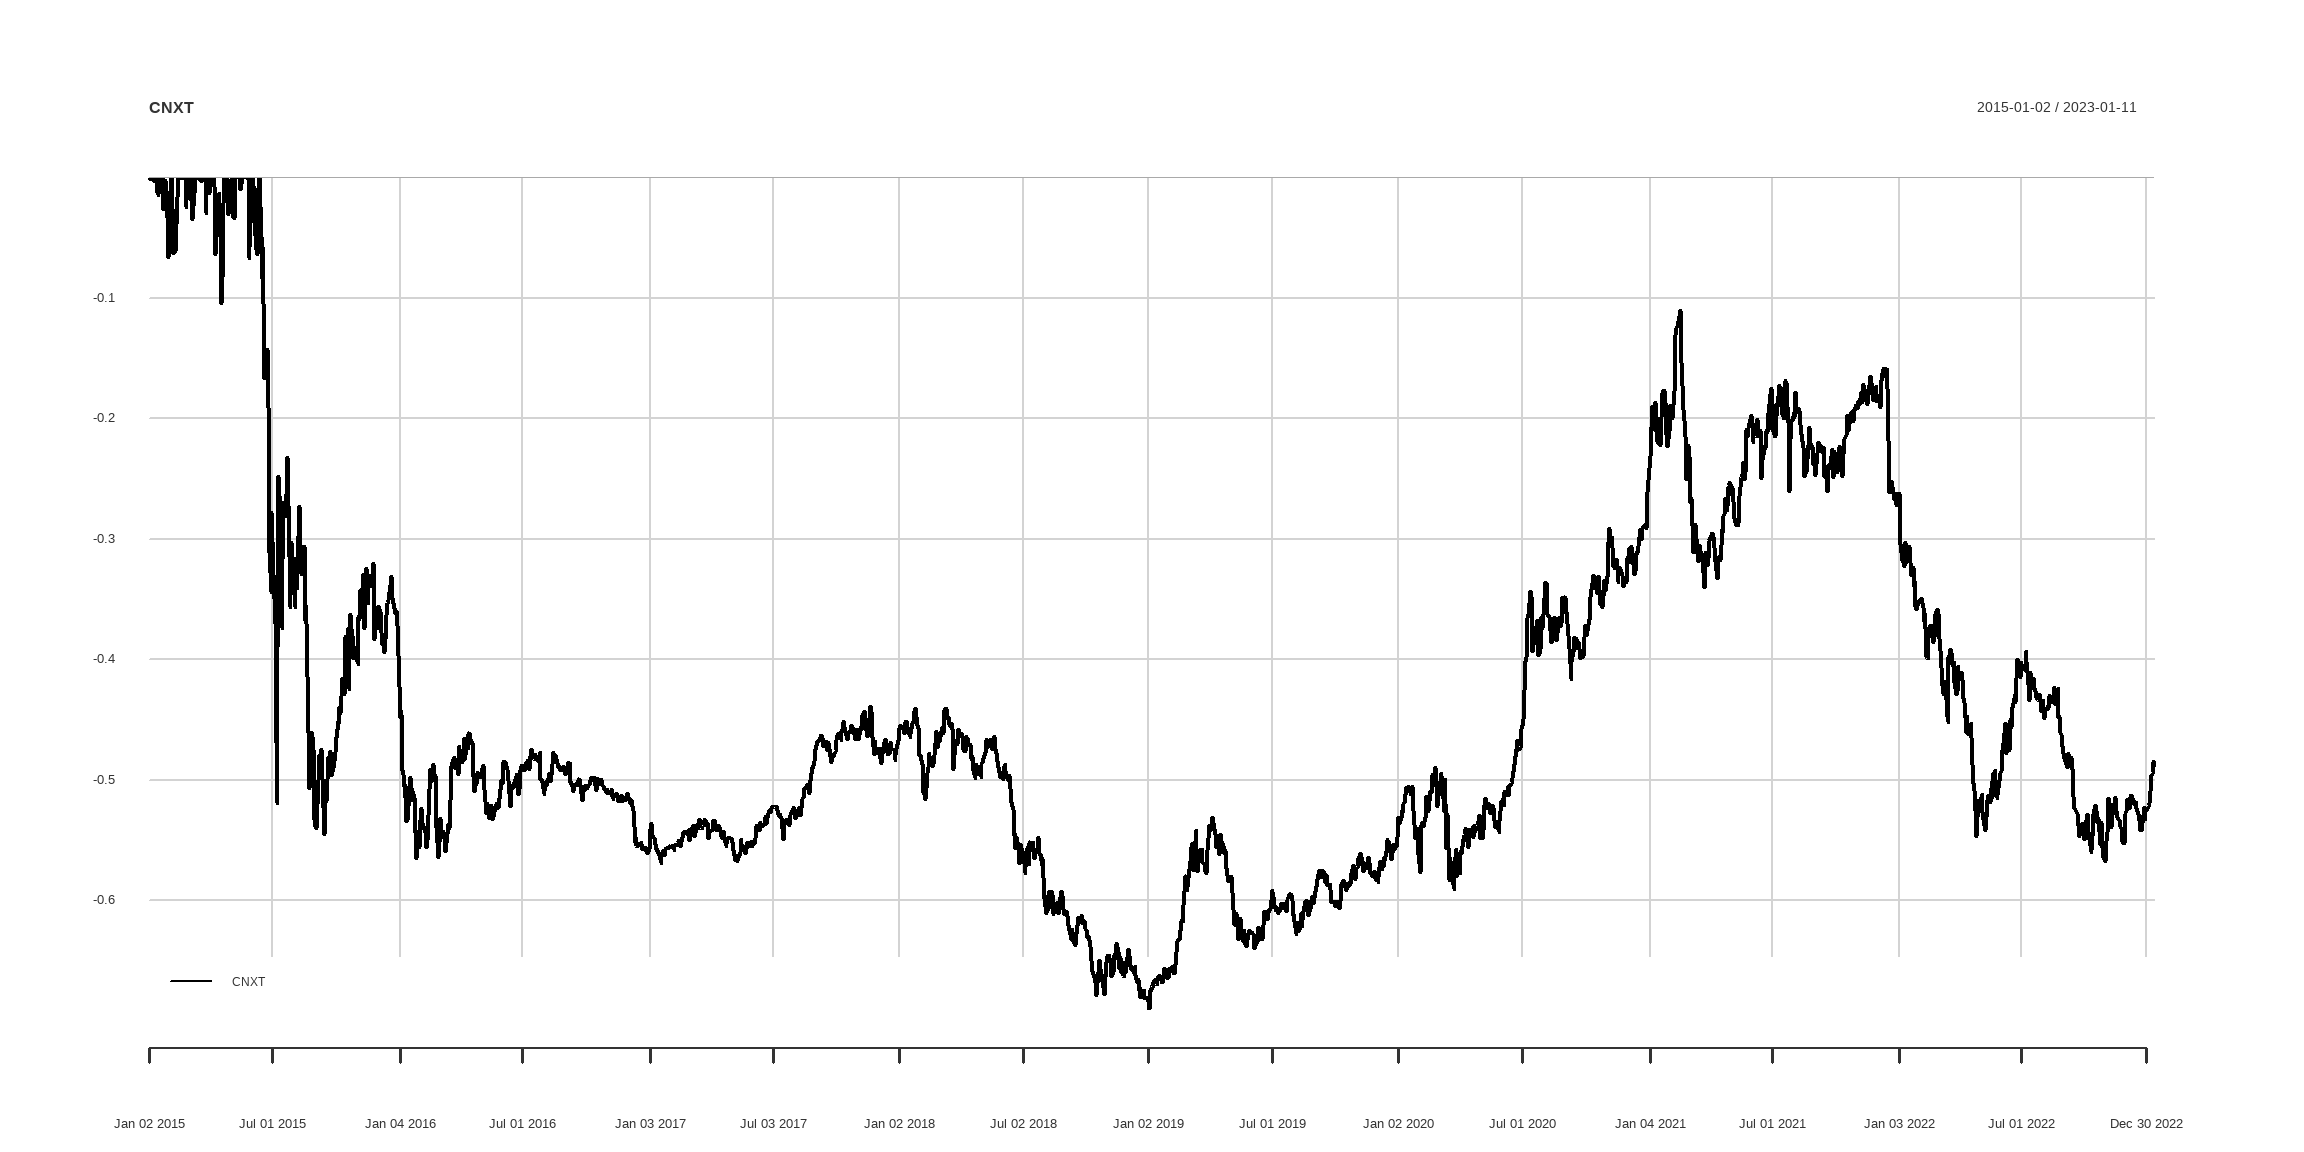 CNXT
2015-01-02 / 2023-01-11
-0.1
-0.2
-0.3
-0.4
-0.5
-0.6
CNXT
Jan 02 2015
Jul 01 2015
Jan 04 2016
Jul 01 2016
Jan 03 2017
Jul 03 2017
Jan 02 2018
Jul 02 2018
Jan 02 2019
Jul 01 2019
Jan 02 2020
Jul 01 2020
Jan 04 2021
Jul 01 2021
Jan 03 2022
Jul 01 2022
Dec 30 2022